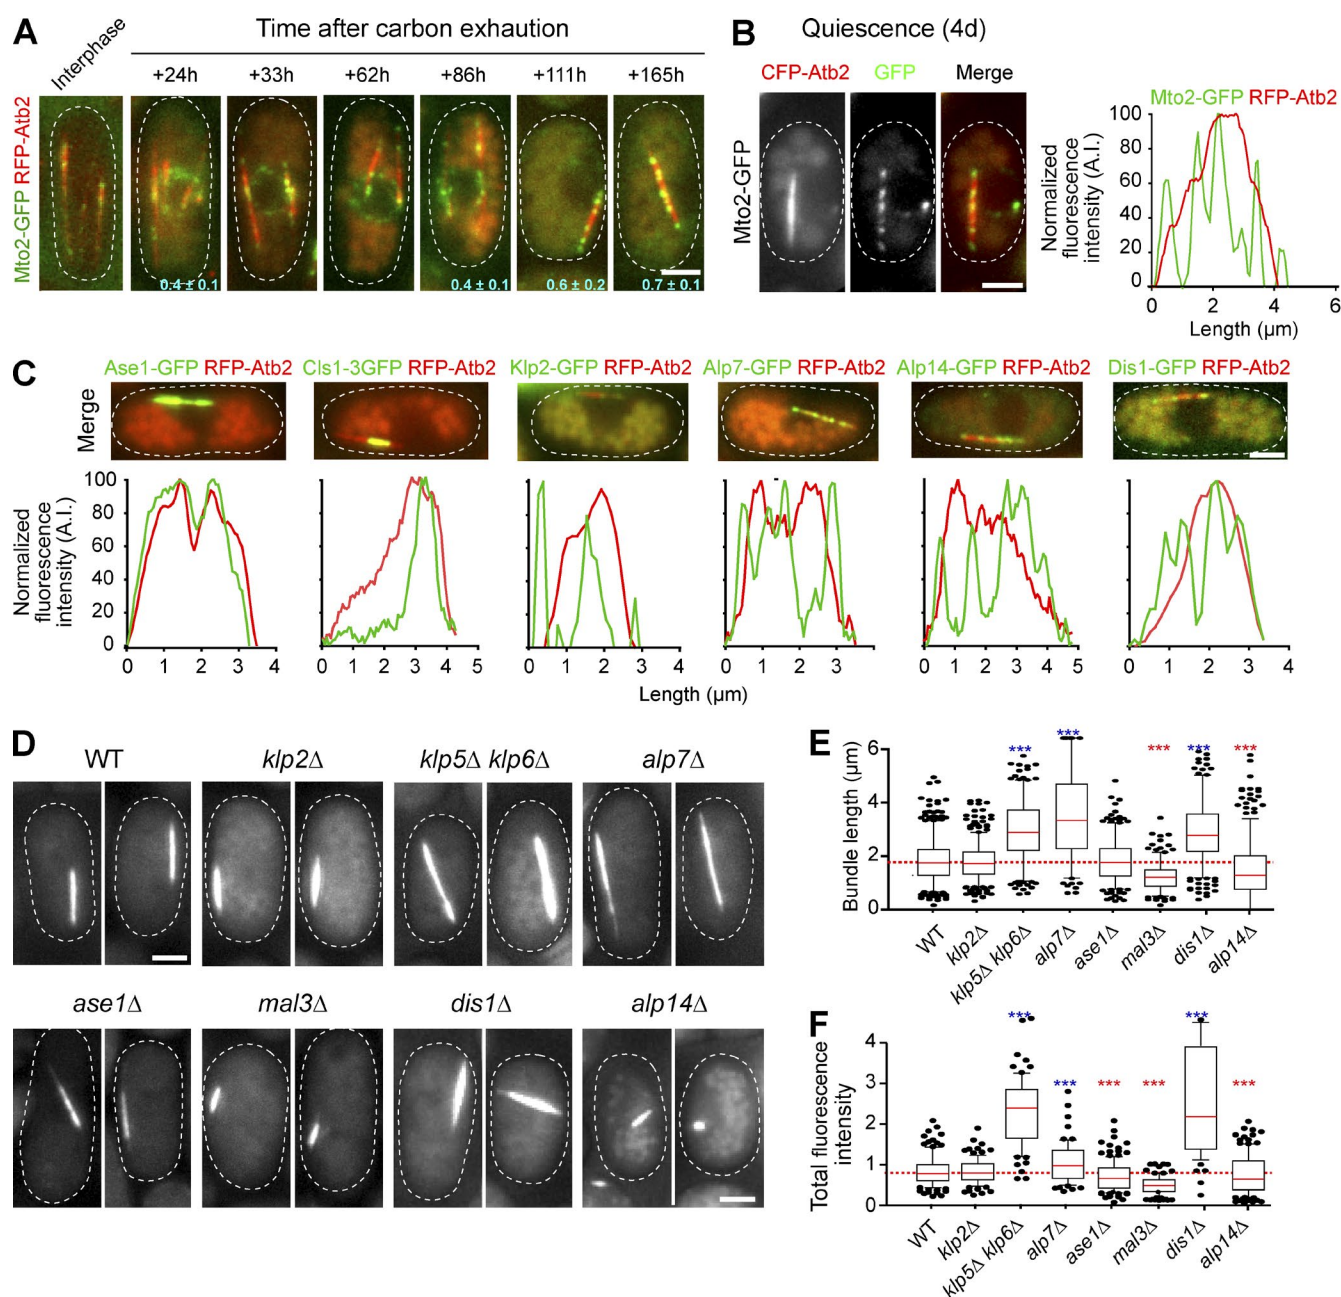 A
Time after carbon exhaution
Interphase
+24h +33h +62h +86h +111h +165h
Mto2-GFP RFP-Atb2
0.4 ± 0.1 0.4 ± 0.1 0.6 ± 0.2 0.7 ± 0.1
B
Quiescence (4d)
CFP-Atb2 GFP Merge
Mto2-GFP
Mto2-GFP RFP-Atb2
Normalized
fluorescence
intensity (A.I.)
100
80
60
40
20
0
0 2 4 6
Length (µm)
C
Ase1-GFP RFP-Atb2 Cls1-3GFP RFP-Atb2 Klp2-GFP RFP-Atb2 Alp7-GFP RFP-Atb2 Alp14-GFP RFP-Atb2 Dis1-GFP RFP-Atb2
Merge
Normalized
fluorescence
intensity (A.I.)
100
80
60
40
20
0
0 1 2 3 4 0 1 2 3 4 5 0 1 2 3 4 0 1 2 3 4 0 1 2 3 4 5 0 1 2 3 4
Length (µm)
D
WT klp2Δ klp5Δ klp6Δ alp7Δ
ase1Δ mal3Δ dis1Δ alp14Δ
E
Bundle length (µm)
6
4
2
0
*** *** *** *** ***
WT klp2Δ klp5Δ klp6Δ alp7Δ ase1Δ mal3Δ dis1Δ alp14Δ
F
Total fluorescence
intensity
4
3
2
1
0
*** *** *** *** *** ***
WT klp2Δ klp5Δ klp6Δ alp7Δ ase1Δ mal3Δ dis1Δ alp14Δ